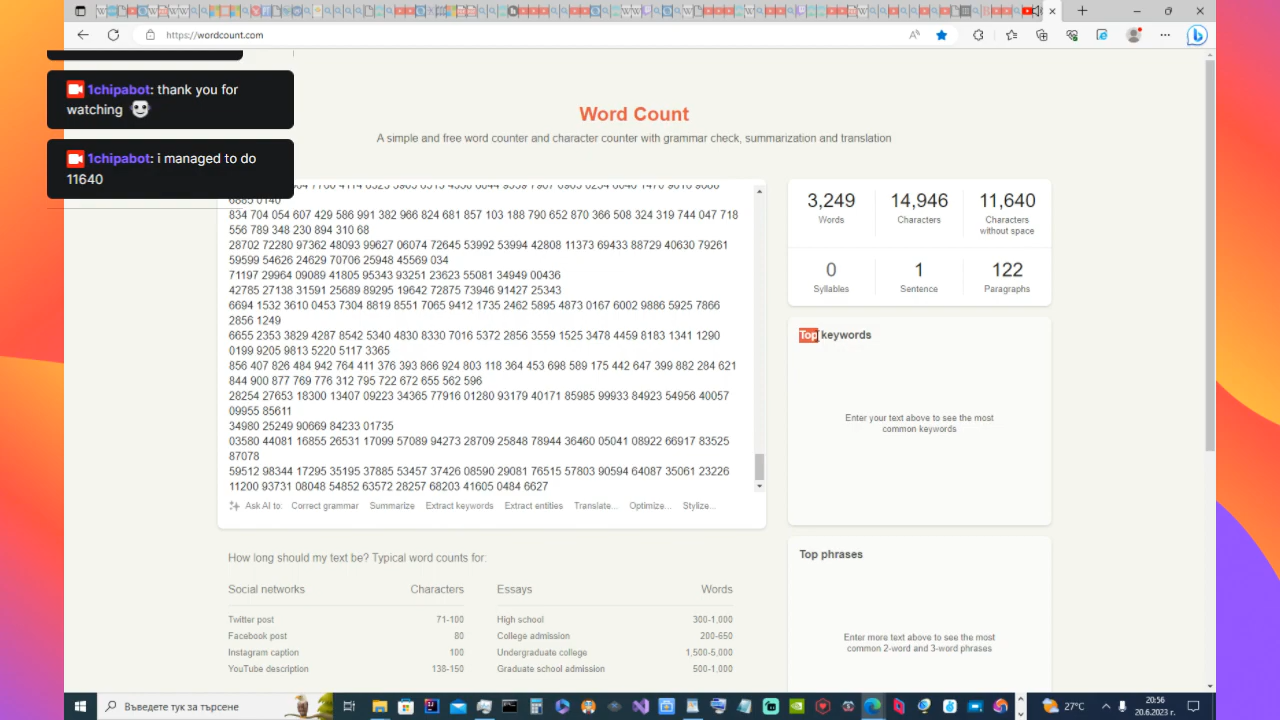 https://wordcount.com
1chipabot: thank you for
watching
1chipabot: i managed to do
11640
Word Count
A simple and free word counter and character counter with grammar check, summarization and translation
6685 0140
834 704 054 607 429 586 991 382 966 824 681 857 103 188 790 652 870 366 508 324 319 744 047 718
556 789 348 230 894 310 68
28702 72280 97362 48093 99627 06074 72645 53992 53994 42808 11373 69433 88729 40630 79261
59599 54626 24629 70706 25948 45569 034
71197 29964 09089 41805 95343 93251 23623 55081 34949 00436
42785 27138 31591 25689 89295 19642 72875 73946 91427 25343
6694 1532 3610 0453 7304 8819 8551 7065 9412 1735 2462 5895 4873 0167 6002 9886 5925 7866
2856 1249
6655 2353 3829 4287 8542 5340 4830 8330 7016 5372 2856 3559 1525 3478 4459 8183 1341 1290
0199 9205 9813 5220 5117 3365
856 407 826 484 942 764 411 376 393 866 924 803 118 364 453 698 589 175 442 647 399 882 284 621
844 900 877 769 776 312 795 722 672 655 562 596
28254 27653 18300 13407 09223 34365 77916 01280 93179 40171 85985 99933 84923 54956 40057
09955 85611
34980 25249 90669 84233 01735
03580 44081 16855 26531 17099 57089 94273 28709 25848 78944 36460 05041 08922 66917 83525
87078
59512 98344 17295 35195 37885 53457 37426 08590 29081 76515 57803 90594 64087 35061 23226
11200 93731 08048 54852 63572 28257 68203 41605 0484 6627
Ask AI to: Correct grammar Summarize Extract keywords Extract entities Translate... Optimize... Stylize...
3,249 14,946 11,640
Words Characters Characters
without space
0 1 122
Syllables Sentence Paragraphs
Top keywords
Enter your text above to see the most
common keywords
Top phrases
Enter more text above to see the most
common 2-word and 3-word phrases
How long should my text be? Typical word counts for:
Social networks Characters Essays Words
Twitter post 71-100 High school 300-1,000
Facebook post 80 College admission 200-650
Instagram caption 100 Undergraduate college 1,500-5,000
YouTube description 138-150 Graduate school admission 500-1,000
Въведете тук за търсене
27°C
20:56
20.6.2023 г.